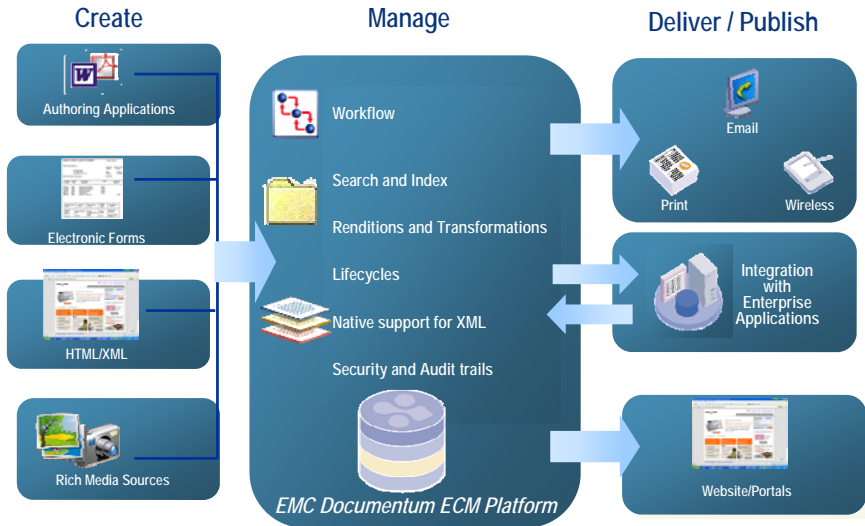 Create
Manage
Deliver / Publish
W
Authoring Applications
Electronic Forms
HTML/XML
Rich Media Sources
Workflow
Search and Index
Renditions and Transformations
Lifecycles
Native support for XML
Security and Audit trails
EMC Documentum ECM Platform
Email
Print
Wireless
Integration
with
Enterprise
Applications
Website/Portals